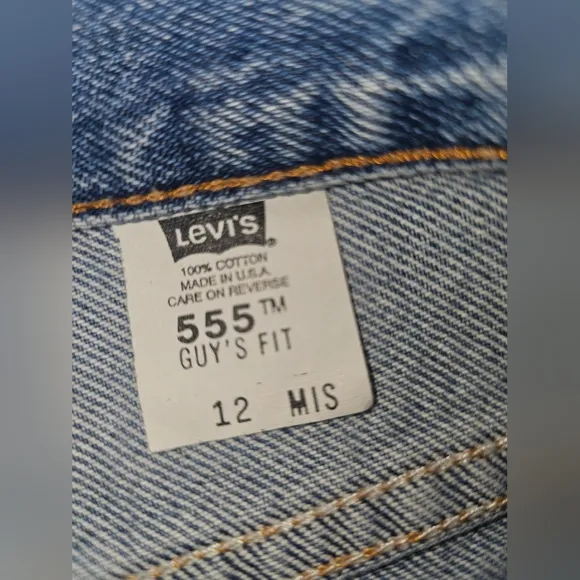 Levi's®
100% COTTON
MADE IN U.S.A.
CARE ON REVERSE
555™
GUY'S FIT
12 MIS